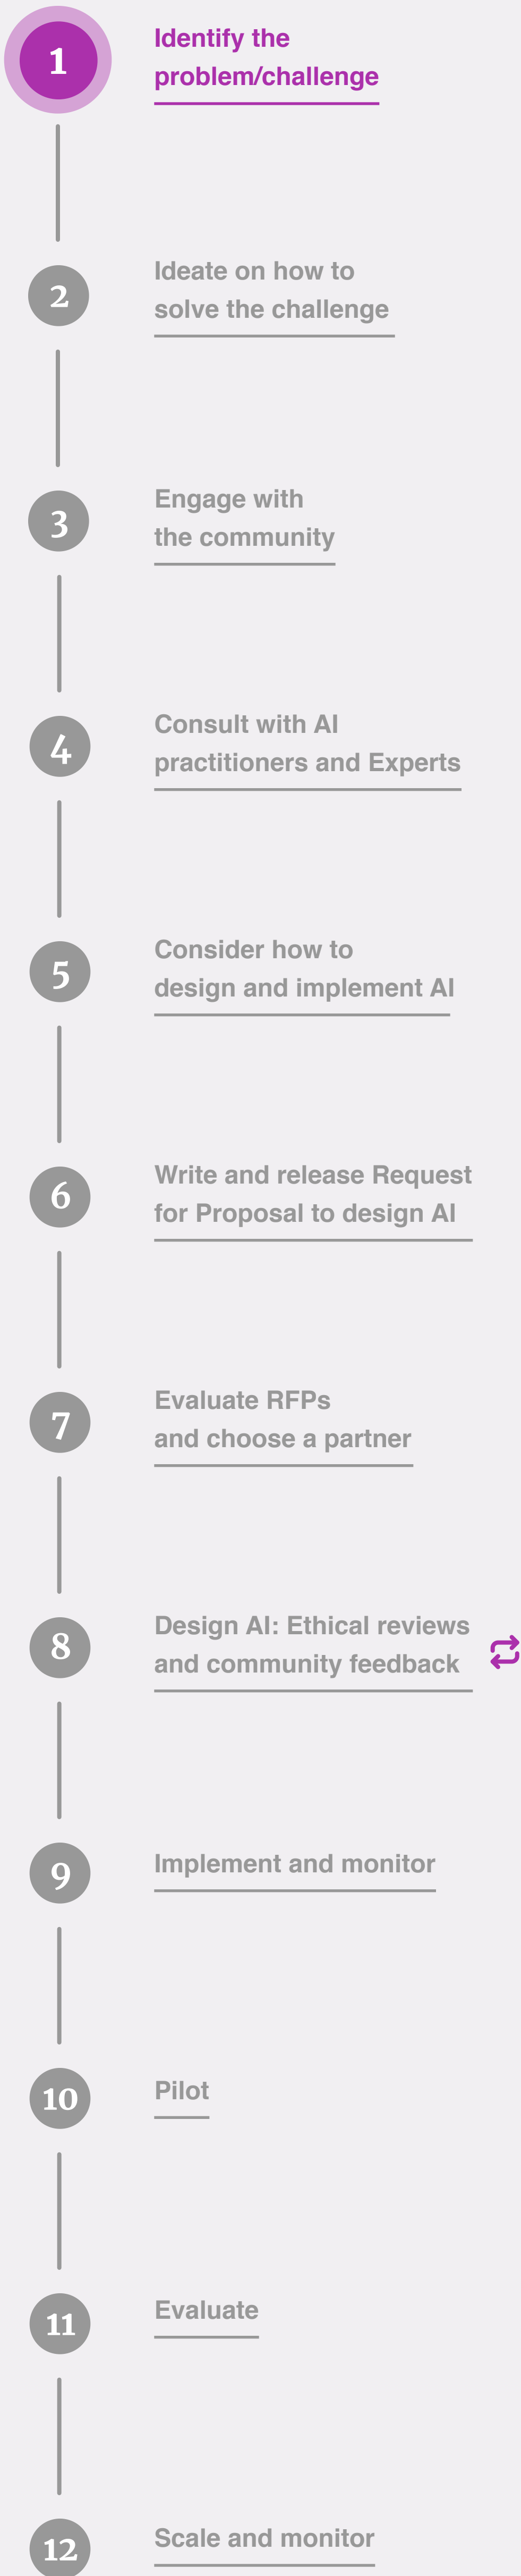 1
Identify the
problem/challenge
2
Ideate on how to
solve the challenge
3
Engage with
the community
4
Consult with AI
practitioners and Experts
5
Consider how to
design and implement AI
6
Write and release Request
for Proposal to design AI
7
Evaluate RFPs
and choose a partner
8
Design AI: Ethical reviews
and community feedback
9
Implement and monitor
10
Pilot
11
Evaluate
12
Scale and monitor